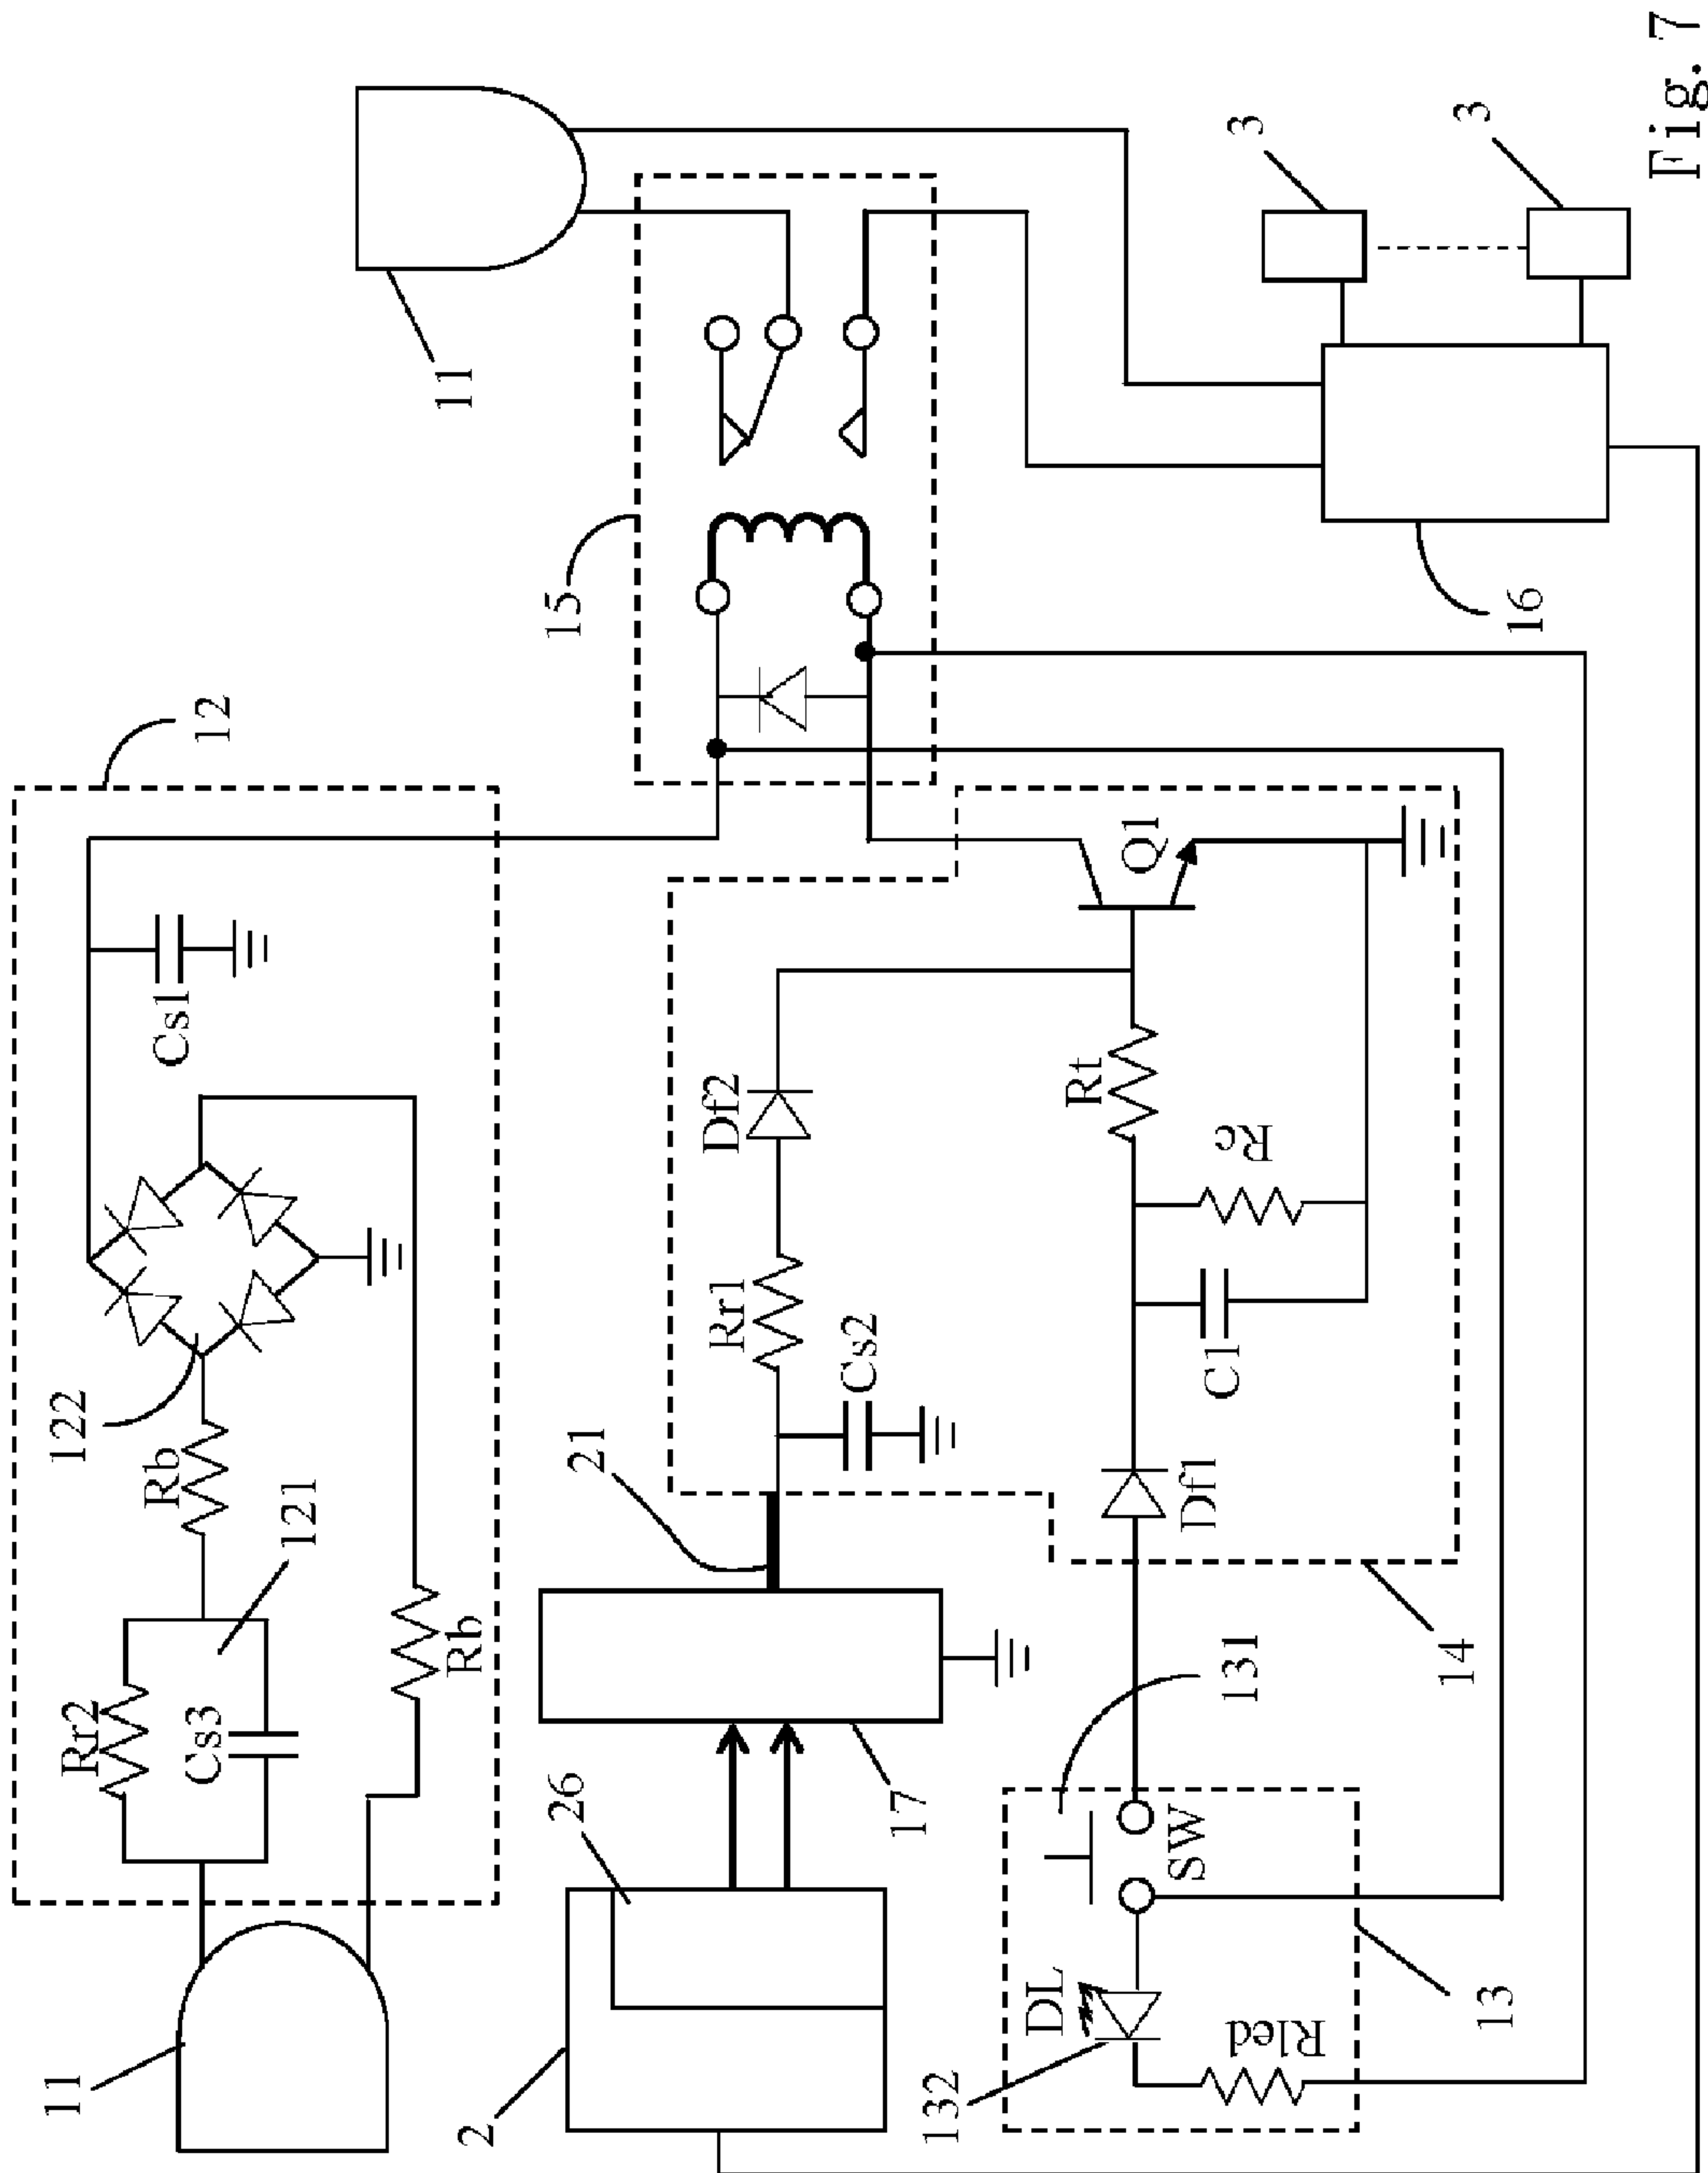 Fig. 7
11
12
122
Rb
121
Rr2
Cs3
Rb
Cs1
15
11
2
26
17
21
Rr1
Df2
Cs2
Rt
Q1
Rc
C1
Df1
14
131
SW
DL
132
Rled
13
16
3
3